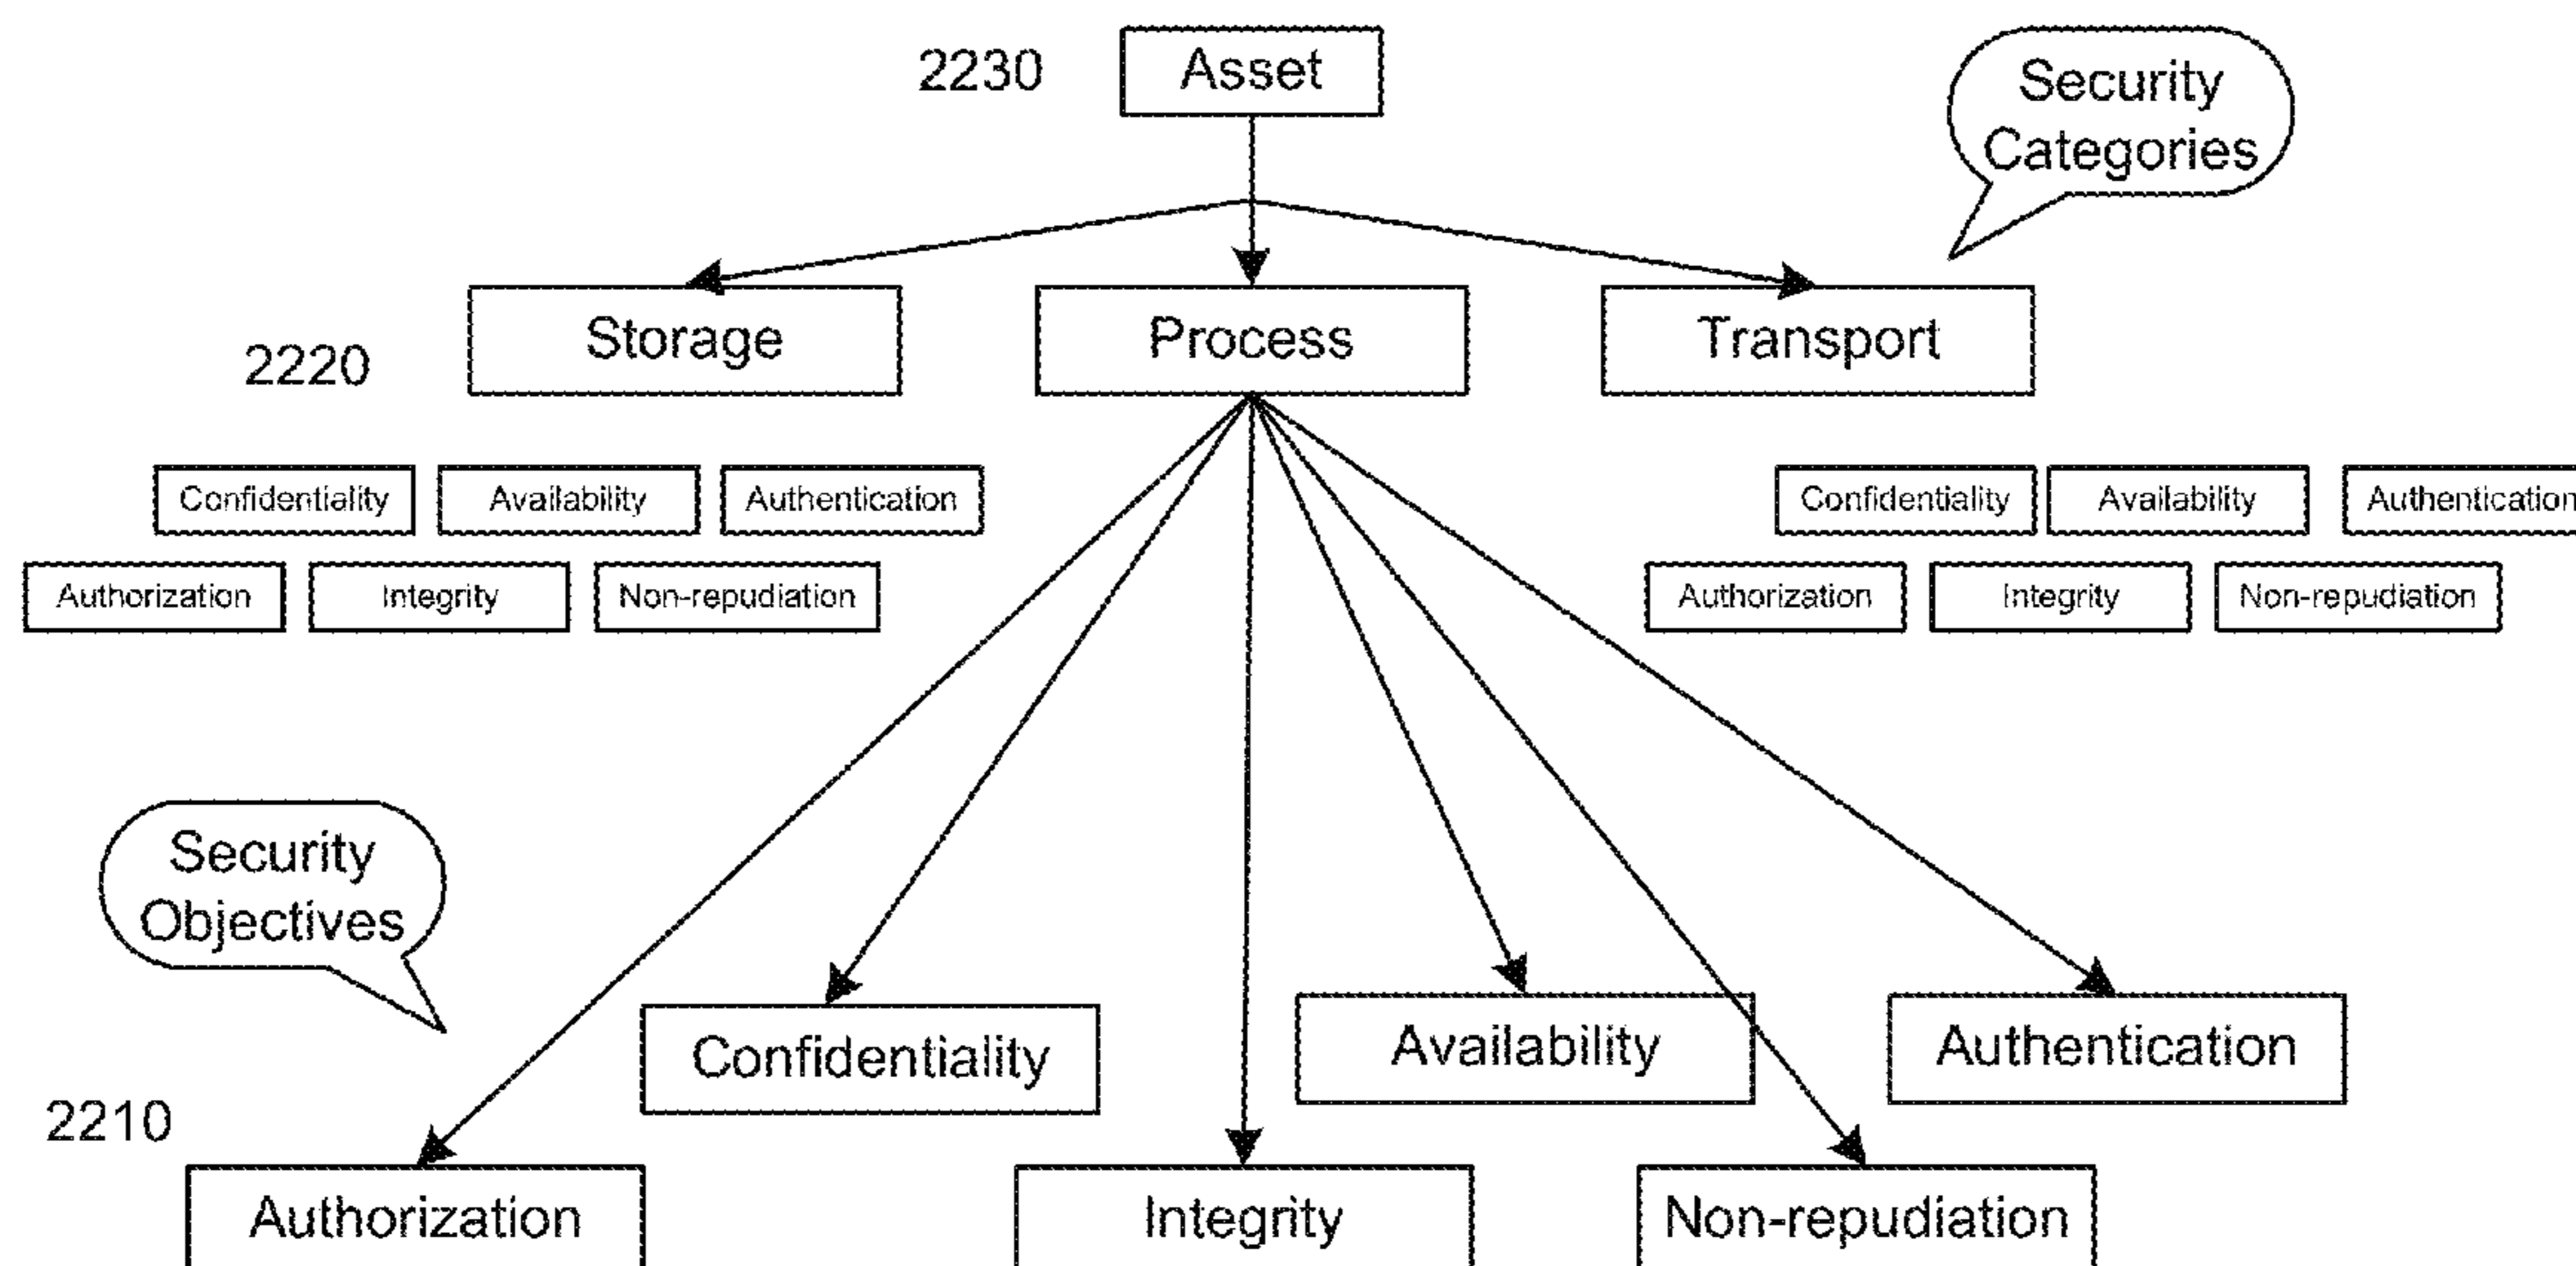 2230
Asset
Security
Categories
Storage
Process
Transport
2220
Confidentiality
Availability
Authentication
Confidentiality
Availability
Authentication
Authorization
Integrity
Non-repudiation
Authorization
Integrity
Non-repudiation
Security
Objectives
Confidentiality
Availability
Authentication
2210
Authorization
Integrity
Non-repudiation